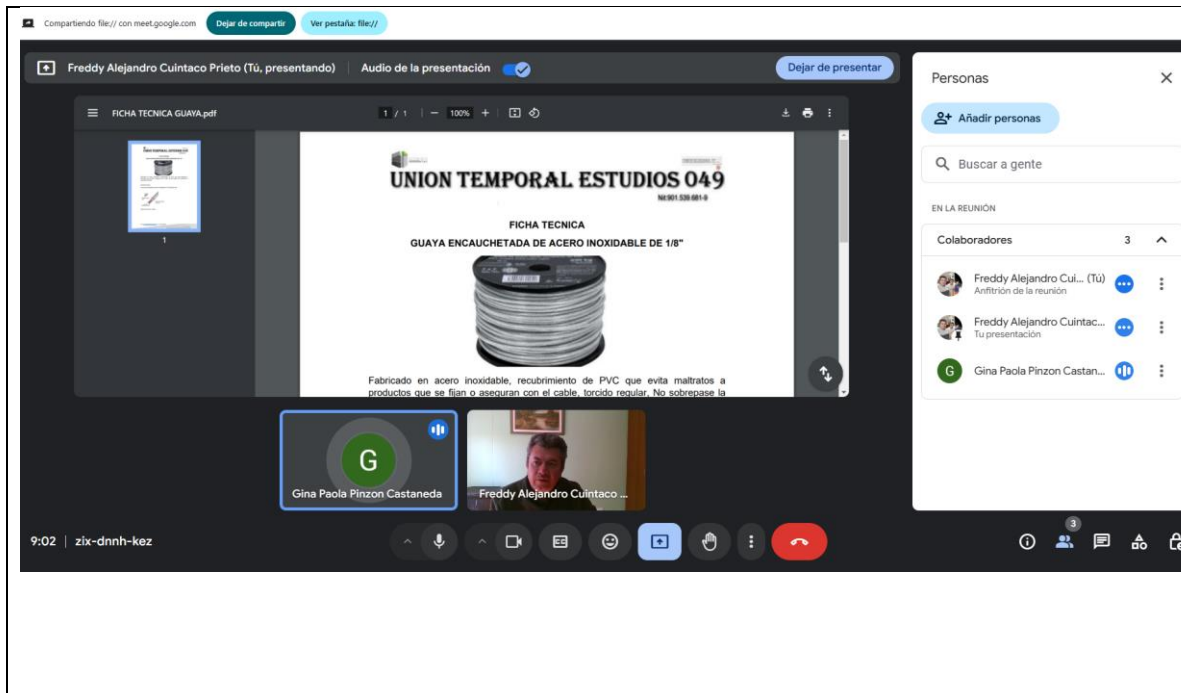 Compartiendo file:// con meet.google.com
Dejar de compartir
Ver pestaña: file://
Freddy Alejandro Cuintaco Prieto (Tú, presentando)
Audio de la presentación
Dejar de presentar
FICHA TECNICA GUAYA.pdf
1 / 1
100%
1
UNION TEMPORAL ESTUDIOS 049
Nit:901.539.681-9
FICHA TECNICA
GUAYA ENCAUCHETADA DE ACERO INOXIDABLE DE 1/8"
Fabricado en acero inoxidable, recubrimiento de PVC que evita maltratos a
productos que se fijan o aseguran con el cable, torcido regular, No sobrepase la
G
Gina Paola Pinzon Castaneda
Freddy Alejandro Cuintaco ...
9:02 | zix-dnnh-kez
3
Personas
Añadir personas
Buscar a gente
EN LA REUNIÓN
Colaboradores
3
Freddy Alejandro Cui... (Tú)
Anfitrión de la reunión
Freddy Alejandro Cuintac...
Tu presentación
G
Gina Paola Pinzon Castan...